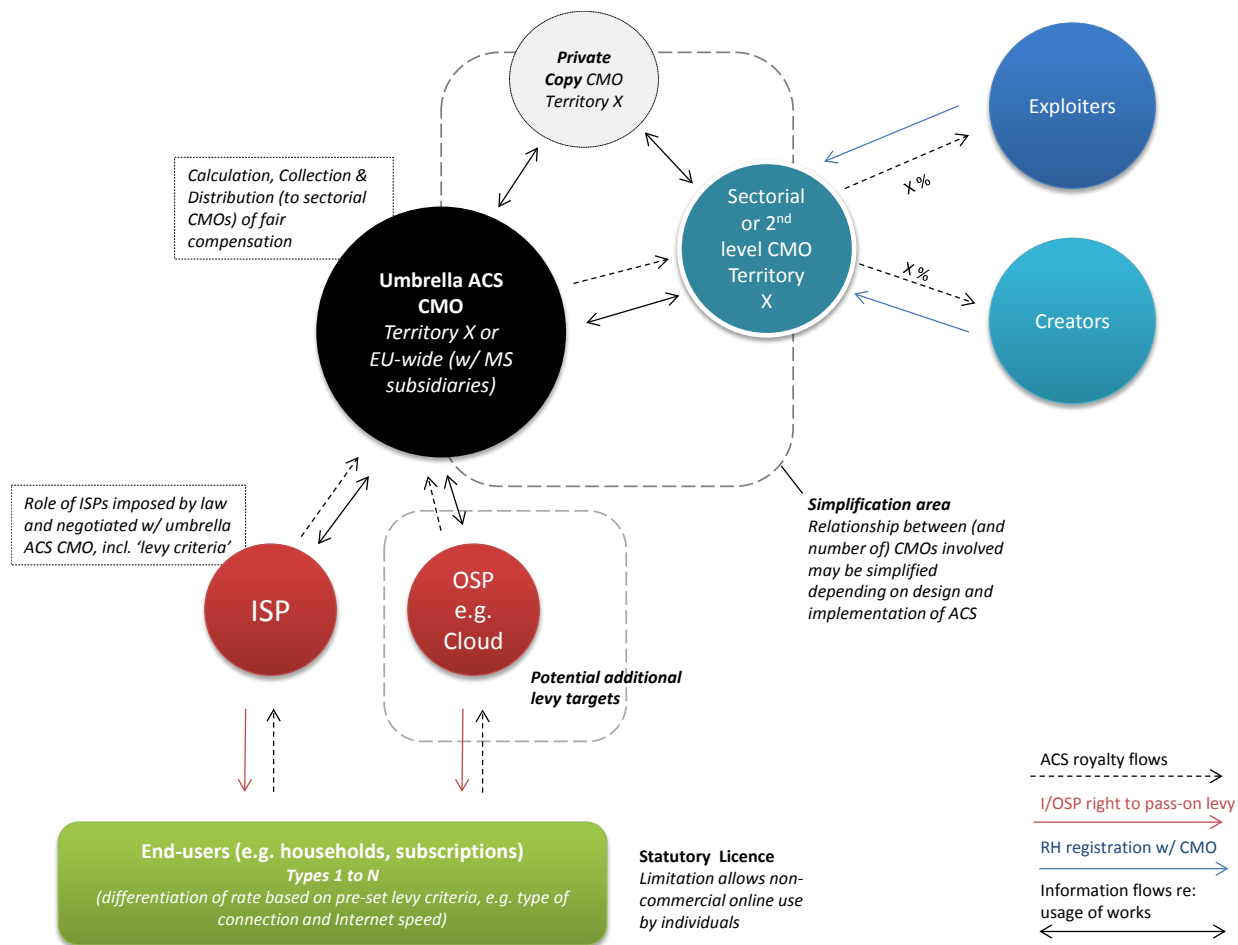 Private
Copy CMO
Territory X
Exploiters
Calculation, Collection &
Distribution (to sectorial
CMOs) of fair
compensation
X %
Sectorial
or 2nd
level CMO
Territory
X
Umbrella ACS
CMO
Territory X or
EU-wide (w/ MS
subsidiaries)
X %
Creators
Role of ISPs imposed by law
and negotiated w/ umbrella
ACS CMO, incl. ‘levy criteria’
Simplification area
Relationship between (and
number of) CMOs involved
may be simplified
depending on design and
implementation of ACS
ISP
OSP
e.g.
Cloud
Potential additional
levy targets
ACS royalty flows
I/OSP right to pass-on levy
RH registration w/ CMO
Information flows re:
usage of works
End-users (e.g. households, subscriptions)
Types 1 to N
(differentiation of rate based on pre-set levy criteria, e.g. type of
connection and Internet speed)
Statutory Licence
Limitation allows non-
commercial online use
by individuals